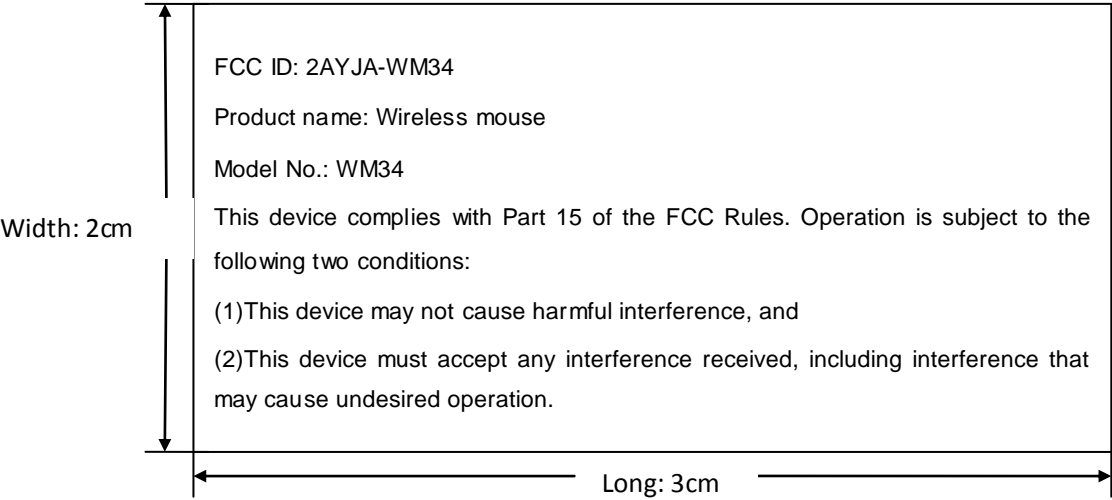 FCC ID: 2AYJA-WM34
Product name: Wireless mouse
Model No.: WM34
Width: 2cm
This device complies with Part 15 of the FCC Rules. Operation is subject to the
following two conditions:
(1)This device may not cause harmful interference, and
(2)This device must accept any interference received, including interference that
may cause undesired operation.
Long: 3cm